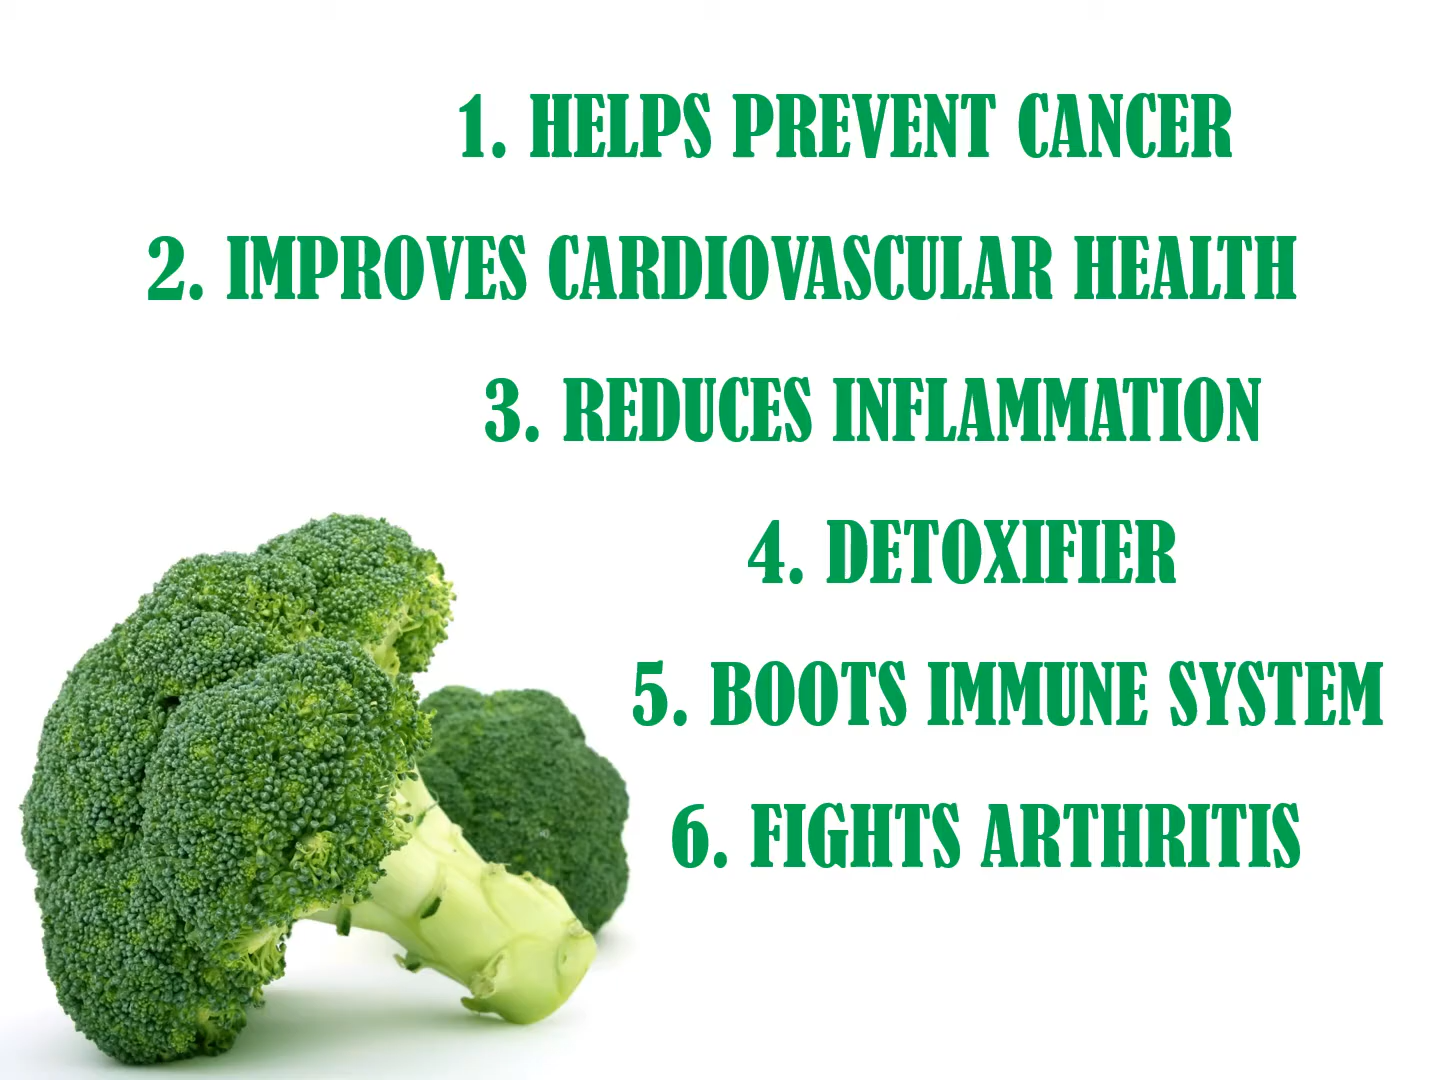 1. HELPS PREVENT CANCER
2. IMPROVES CARDIOVASCULAR HEALTH
3. REDUCES INFLAMMATION
4. DETOXIFIER
5. BOOTS IMMUNE SYSTEM
6. FIGHTS ARTHRITIS